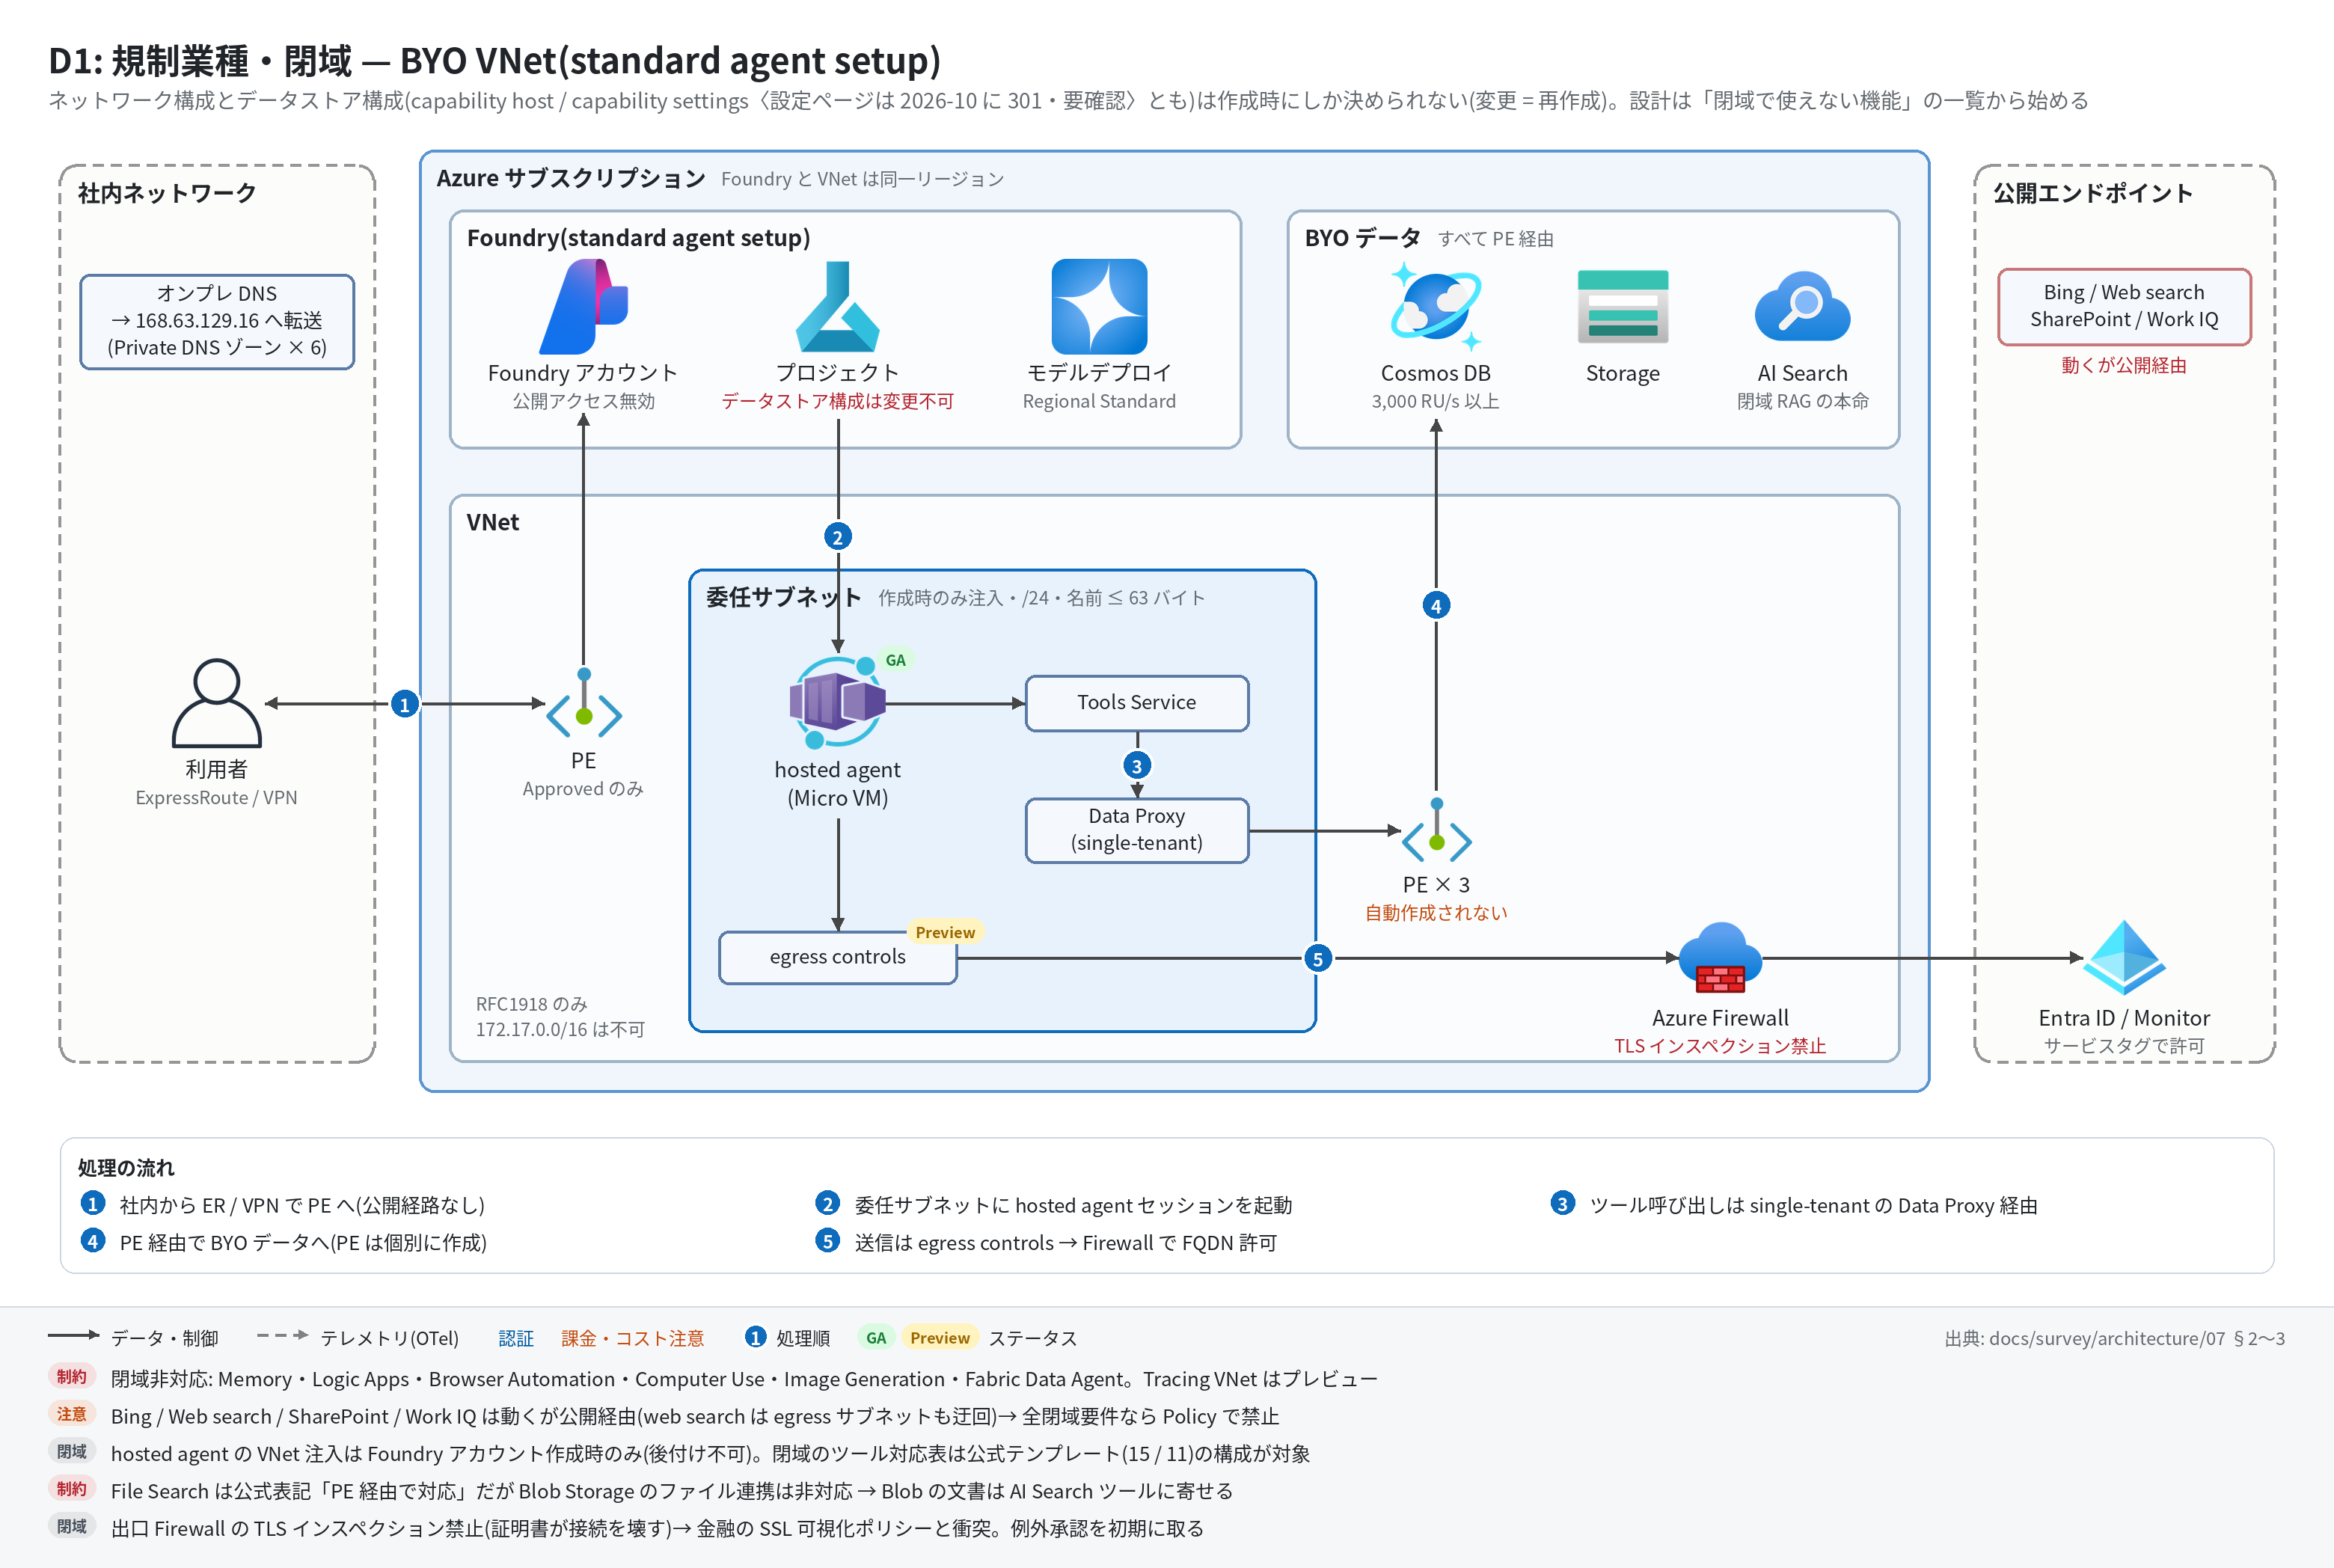 D1: 規制業種・閉域 — BYO VNet(standard agent setup)
ネットワーク構成とデータストア構成(capability host / capability settings〈設定ページは 2026-10 に 301・要確認〉とも)は作成時にしか決められない(変更 = 再作成)。設計は「閉域で使えない機能」の一覧から始める
社内ネットワーク
オンプレ DNS
→ 168.63.129.16 へ転送
(Private DNS ゾーン × 6)
利用者
ExpressRoute / VPN
1
Azure サブスクリプション Foundry と VNet は同一リージョン
Foundry(standard agent setup)
Foundry アカウント
公開アクセス無効
プロジェクト
データストア構成は変更不可
モデルデプロイ
Regional Standard
BYO データ すべて PE 経由
Cosmos DB
3,000 RU/s 以上
Storage
AI Search
閉域 RAG の本命
VNet
2
委任サブネット 作成時のみ注入・/24・名前 ≤ 63 バイト
4
PE
Approved のみ
GA
hosted agent
(Micro VM)
Tools Service
3
Data Proxy
(single-tenant)
PE × 3
自動作成されない
Preview
egress controls
5
RFC1918 のみ
172.17.0.0/16 は不可
Azure Firewall
TLS インスペクション禁止
公開エンドポイント
Bing / Web search
SharePoint / Work IQ
動くが公開経由
Entra ID / Monitor
サービスタグで許可
処理の流れ
1 社内から ER / VPN で PE へ(公開経路なし)
2 委任サブネットに hosted agent セッションを起動
3 ツール呼び出しは single-tenant の Data Proxy 経由
4 PE 経由で BYO データへ(PE は個別に作成)
5 送信は egress controls → Firewall で FQDN 許可
データ・制御 テレメトリ(OTel) 認証 課金・コスト注意 1 処理順 GA Preview ステータス
出典: docs/survey/architecture/07 §2〜3
制約 閉域非対応: Memory・Logic Apps・Browser Automation・Computer Use・Image Generation・Fabric Data Agent。Tracing VNet はプレビュー
注意 Bing / Web search / SharePoint / Work IQ は動くが公開経由(web search は egress サブネットも迂回)→ 全閉域要件なら Policy で禁止
閉域 hosted agent の VNet 注入は Foundry アカウント作成時のみ(後付け不可)。閉域のツール対応表は公式テンプレート(15 / 11)の構成が対象
制約 File Search は公式表記「PE 経由で対応」だが Blob Storage のファイル連携は非対応 → Blob の文書は AI Search ツールに寄せる
閉域 出口 Firewall の TLS インスペクション禁止(証明書が接続を壊す)→ 金融の SSL 可視化ポリシーと衝突。例外承認を初期に取る